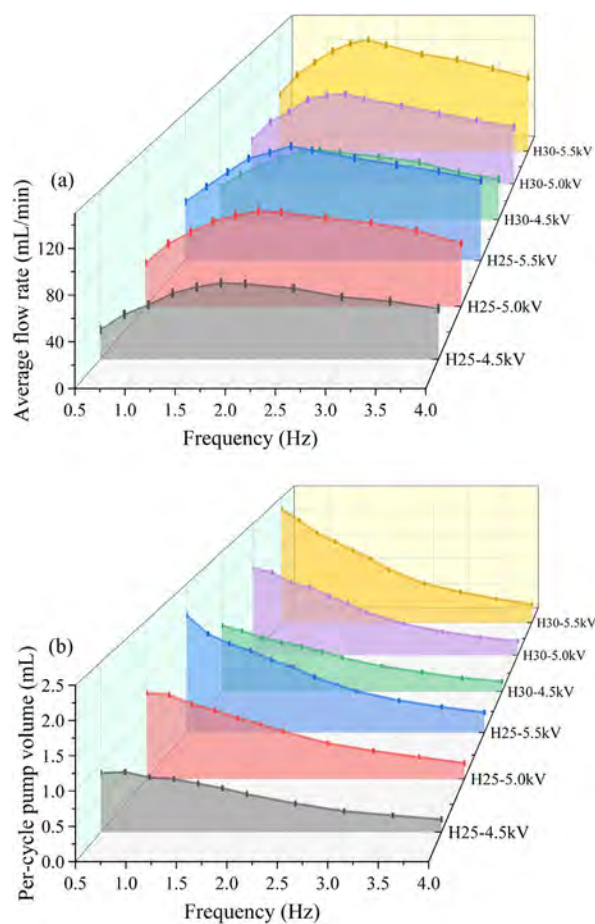 (a)
Average flow rate (mL/min)
120
80
40
0
0.5 1.0 1.5 2.0 2.5 3.0 3.5 4.0
Frequency (Hz)
H30-5.5kV
H30-5.0kV
H30-4.5kV
H25-5.5kV
H25-5.0kV
H25-4.5kV
(b)
Per-cycle pump volume (mL)
2.5
2.0
1.5
1.0
0.5
0.0
0.5 1.0 1.5 2.0 2.5 3.0 3.5 4.0
Frequency (Hz)
H30-5.5kV
H30-5.0kV
H30-4.5kV
H25-5.5kV
H25-5.0kV
H25-4.5kV